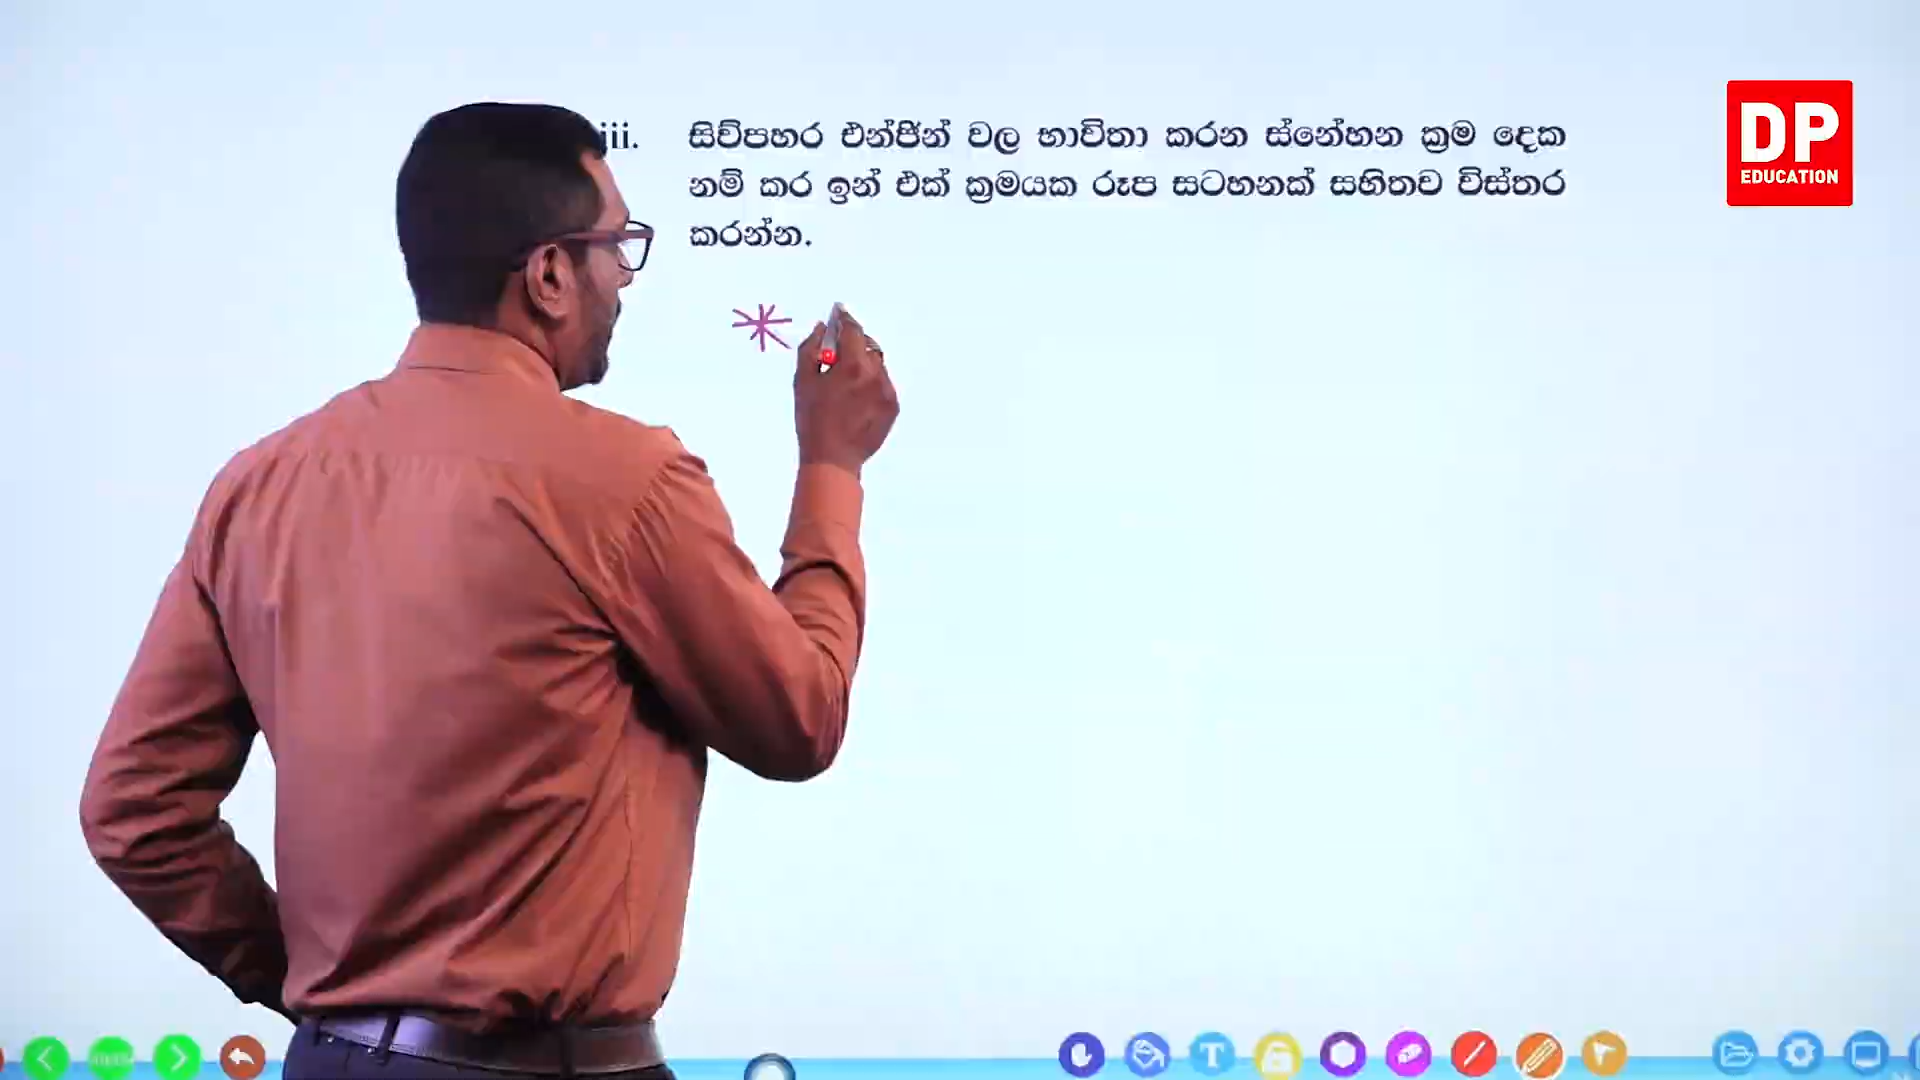 iii. සිව්පහර එන්ජින් වල භාවිතා කරන ස්නේහන ක්‍රම දෙක
නම් කර ඉන් එක් ක්‍රමයක රූප සටහනක් සහිතව විස්තර
කරන්න.
DP
EDUCATION